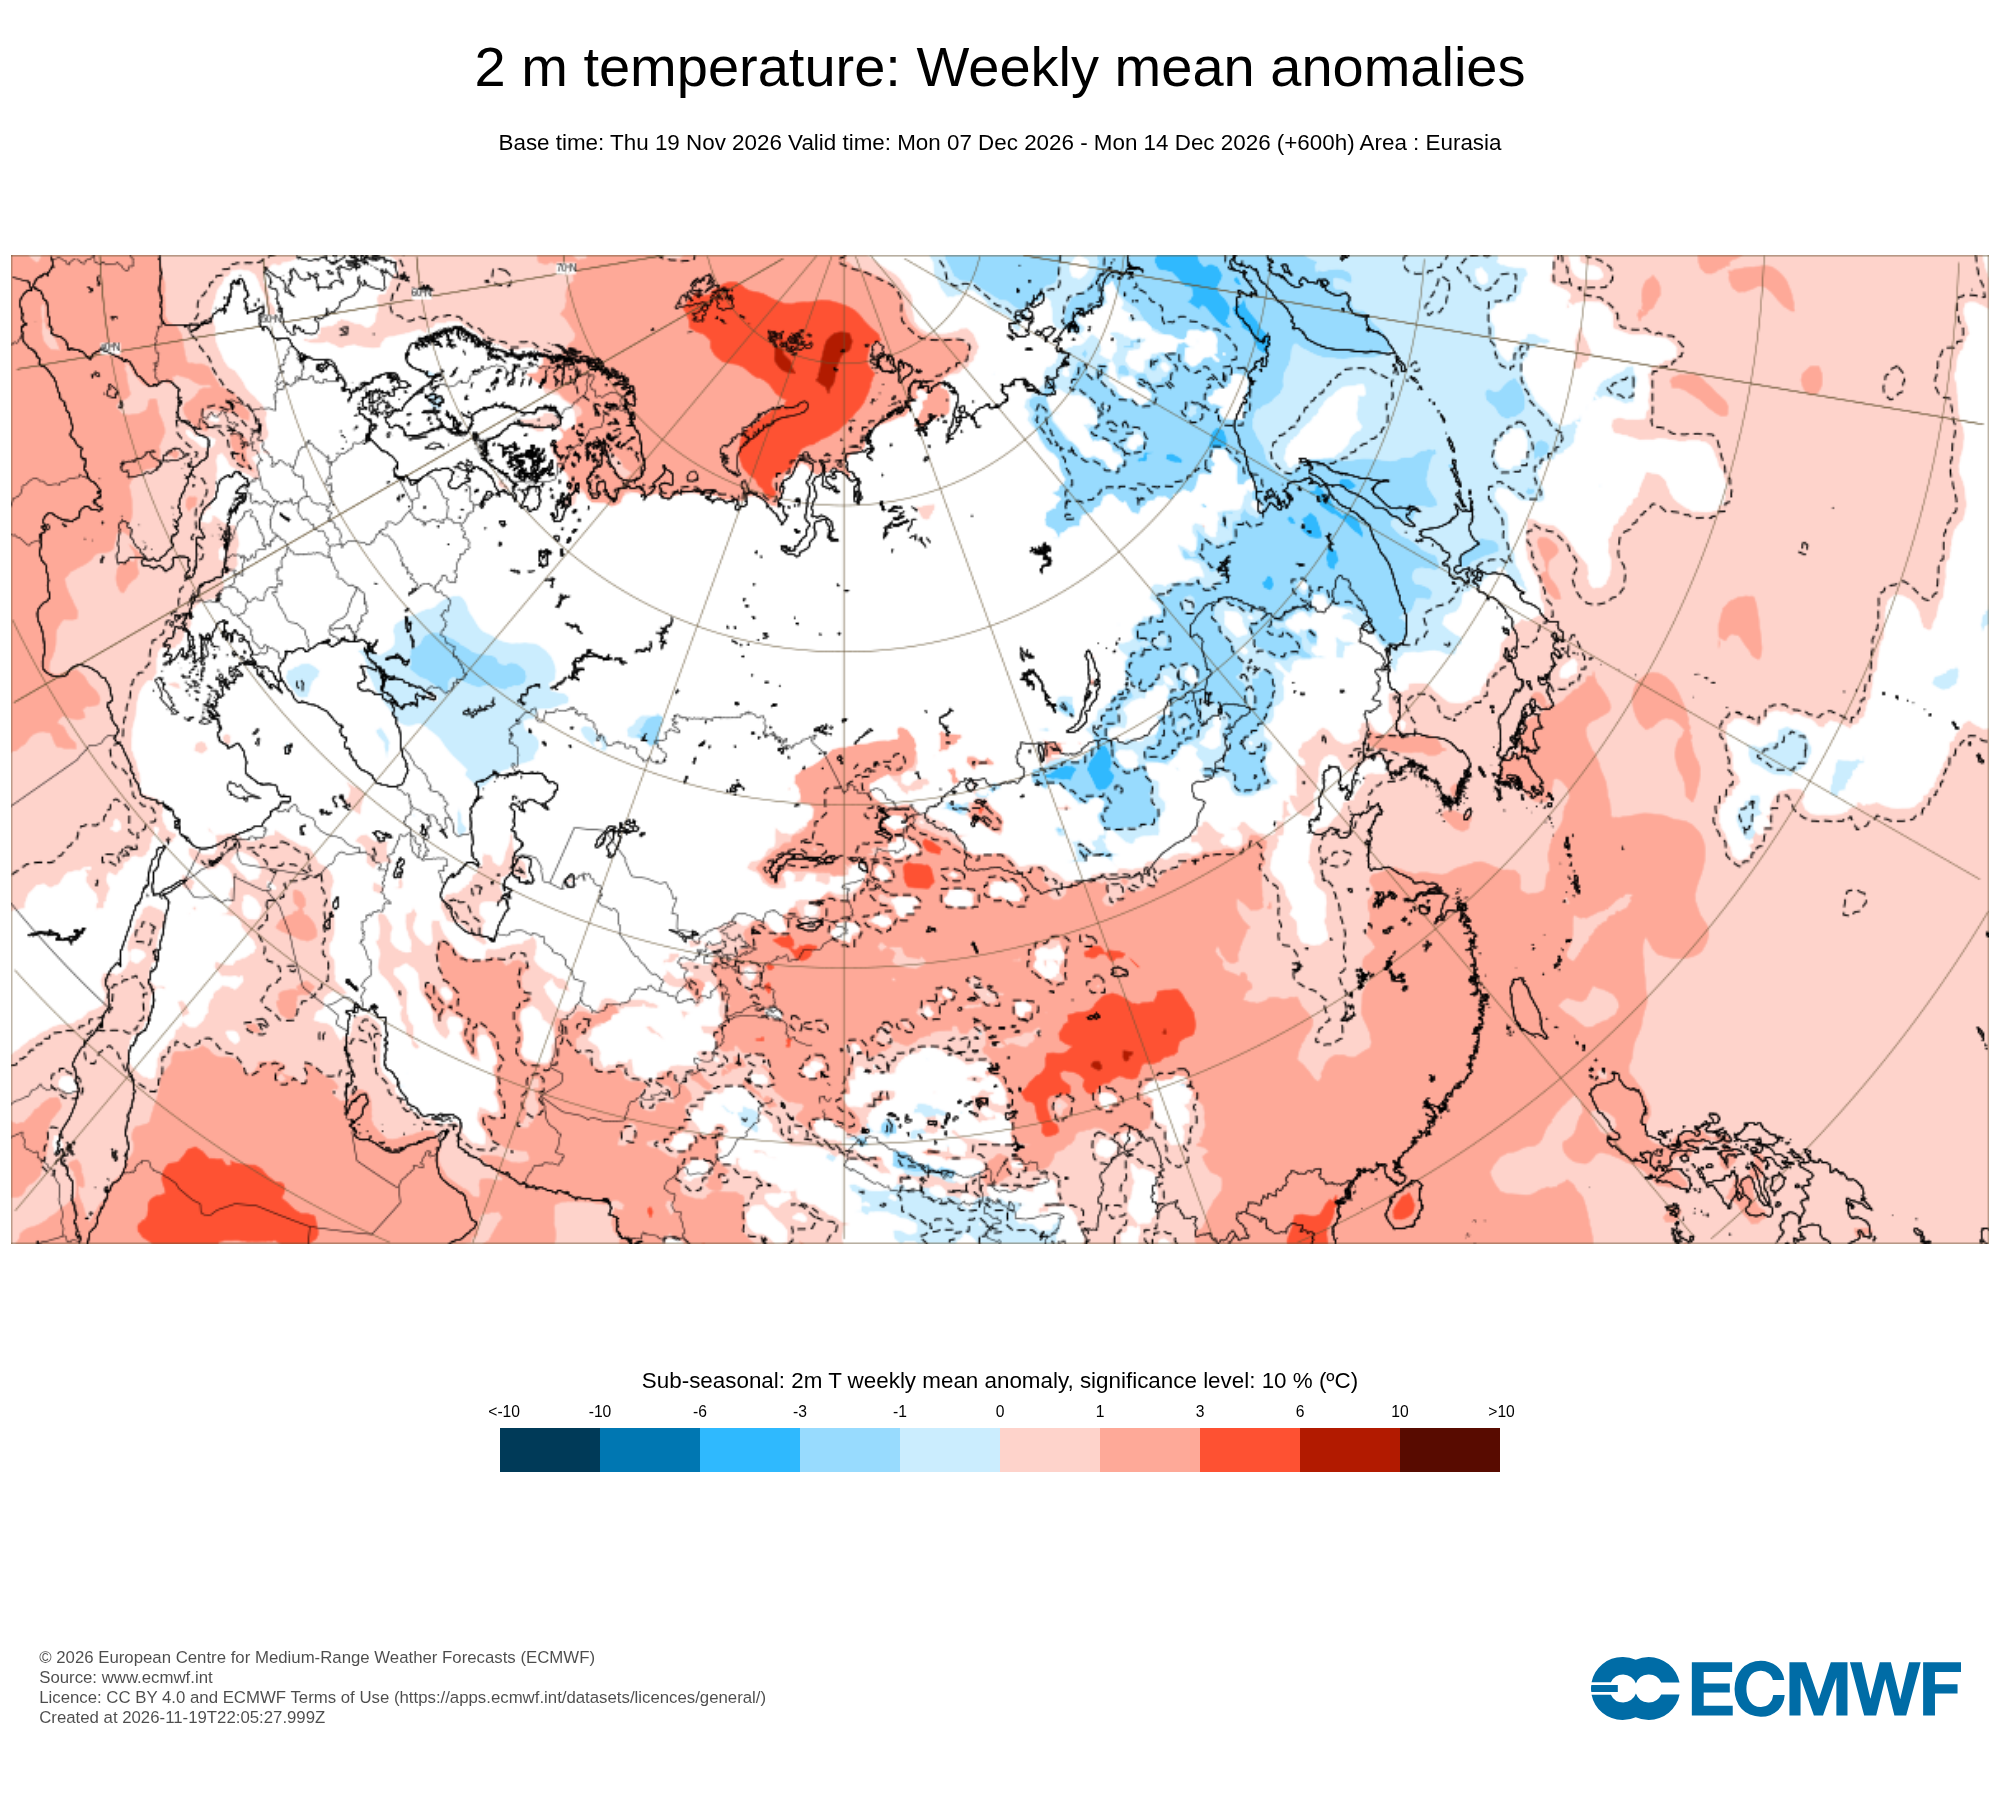 2 m temperature: Weekly mean anomalies
Base time: Thu 19 Nov 2026 Valid time: Mon 07 Dec 2026 - Mon 14 Dec 2026 (+600h) Area : Eurasia
70°N
60°N
50°N
40°N
Sub-seasonal: 2m T weekly mean anomaly, significance level: 10 % (ºC)
<-10 -10 -6 -3 -1 0 1 3 6 10 >10
© 2026 European Centre for Medium-Range Weather Forecasts (ECMWF)
Source: www.ecmwf.int
Licence: CC BY 4.0 and ECMWF Terms of Use (https://apps.ecmwf.int/datasets/licences/general/)
Created at 2026-11-19T22:05:27.999Z
ECMWF